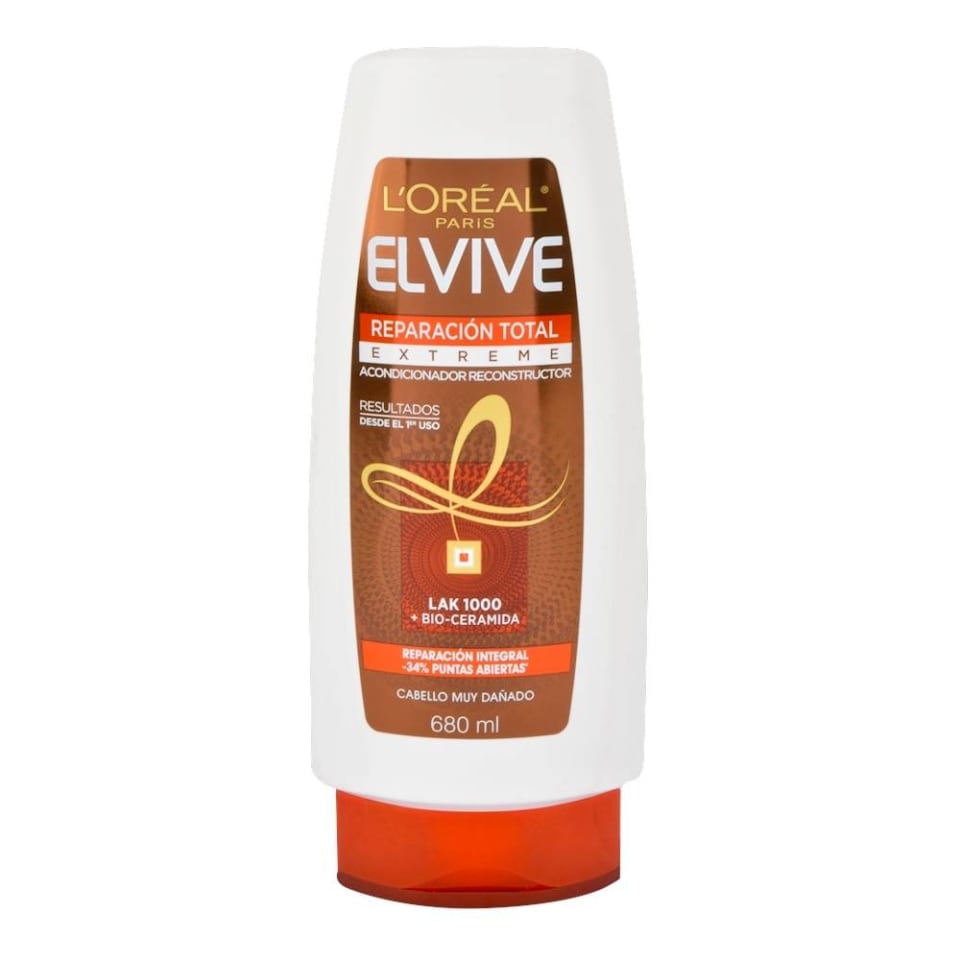 L'ORÉAL®
PARiS
ELVIVE
REPARACIÓN TOTAL
EXTREME
ACONDICIONADOR RECONSTRUCTOR
RESULTADOS
DESDE EL 1ER USO
LAK 1000
+ BIO-CERAMIDA
REPARACIÓN INTEGRAL
-34% PUNTAS ABIERTAS*
CABELLO MUY DAÑADO
680 ml